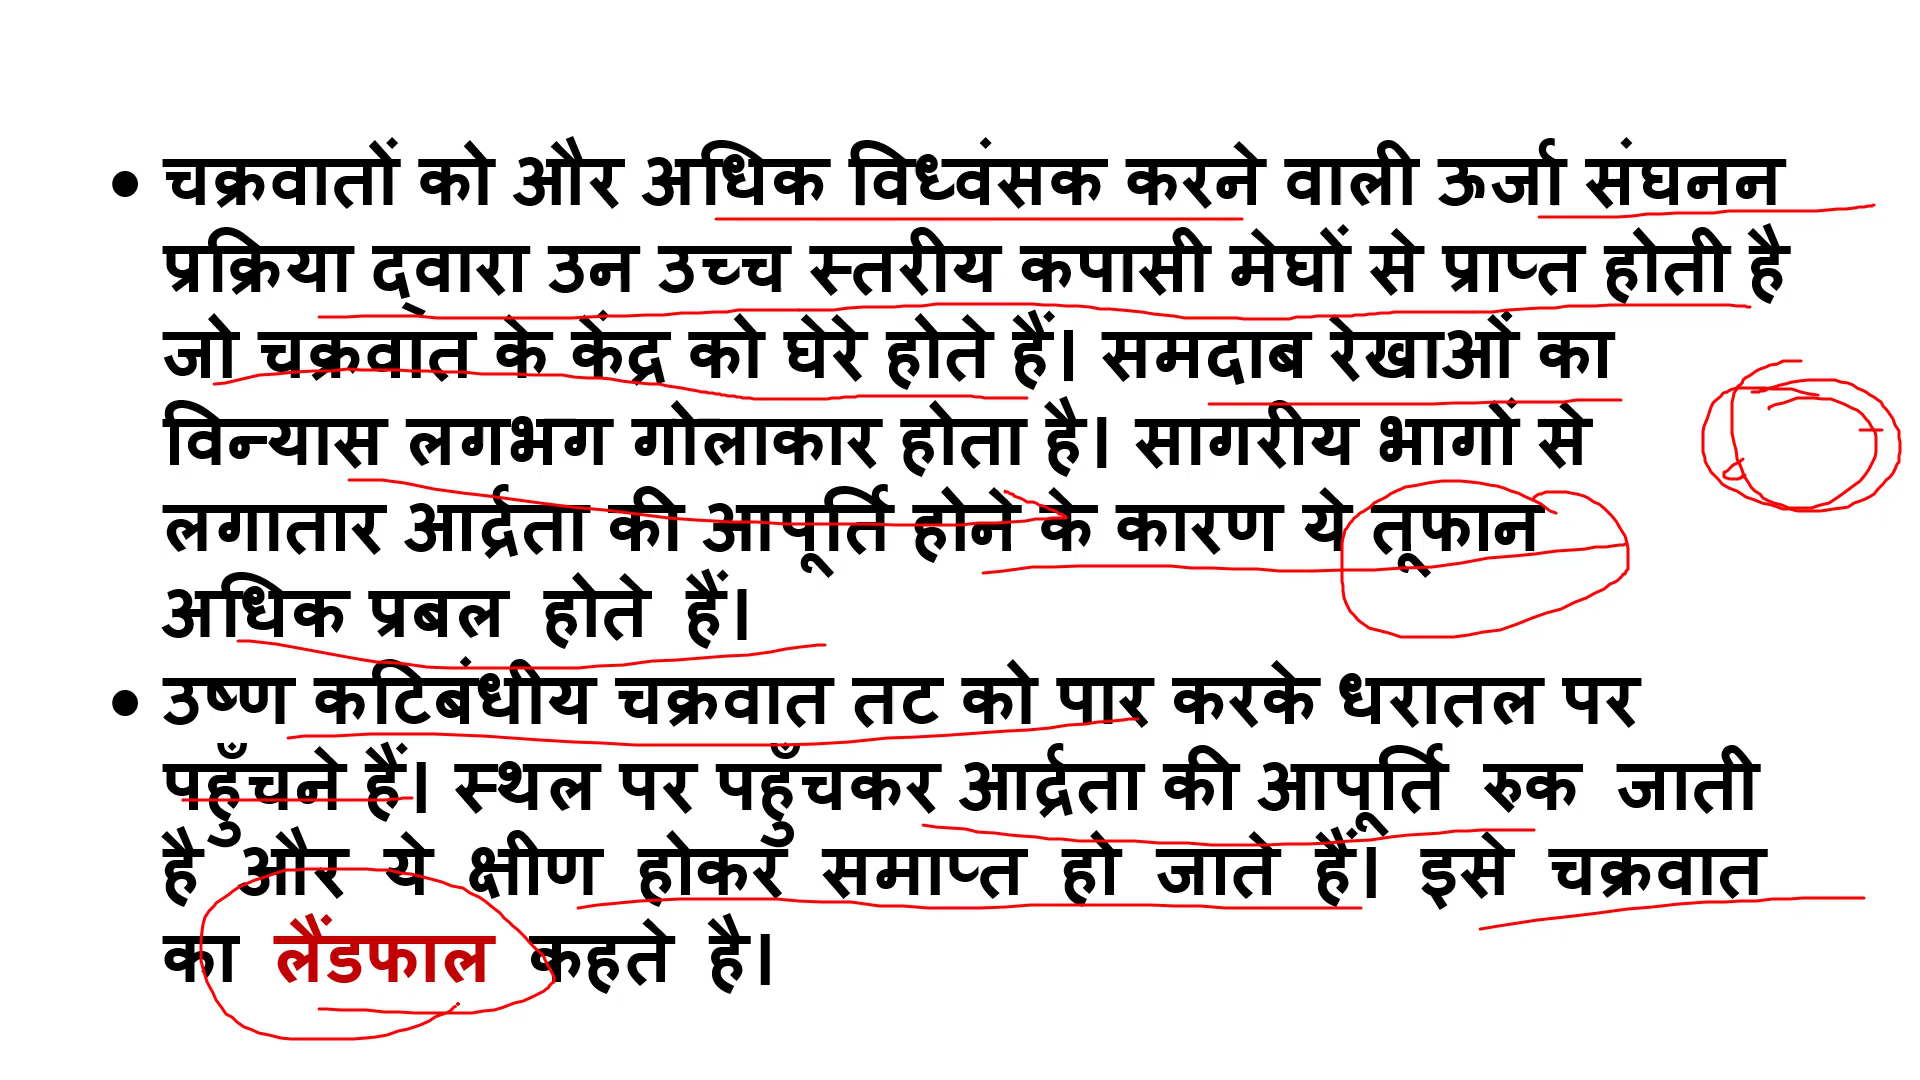 • चक्रवातों को और अधिक विध्वंसक करने वाली ऊर्जा संघनन
प्रक्रिया द्वारा उन उच्च स्तरीय कपासी मेघों से प्राप्त होती है
जो चक्रवात के केंद्र को घेरे होते हैं। समदाब रेखाओं का
विन्यास लगभग गोलाकार होता है। सागरीय भागों से
लगातार आर्द्रता की आपूर्ति होने के कारण ये तूफान
अधिक प्रबल होते हैं।
• उष्ण कटिबंधीय चक्रवात तट को पार करके धरातल पर
पहुँचने हैं। स्थल पर पहुँचकर आर्द्रता की आपूर्ति रुक जाती
है और ये क्षीण होकर समाप्त हो जाते हैं। इसे चक्रवात
का लैंडफाल कहते है।